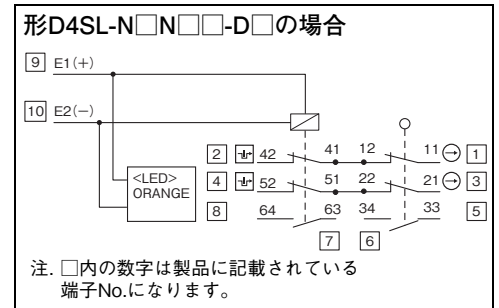 形D4SL-N□N□□-D□の場合
9 E1(+)
10 E2(−)
2 42 41 12 11 1
4 52 51 22 21 3
<LED>
ORANGE
8 64 63 34 33 5
7 6
注. □内の数字は製品に記載されている
端子No.になります。